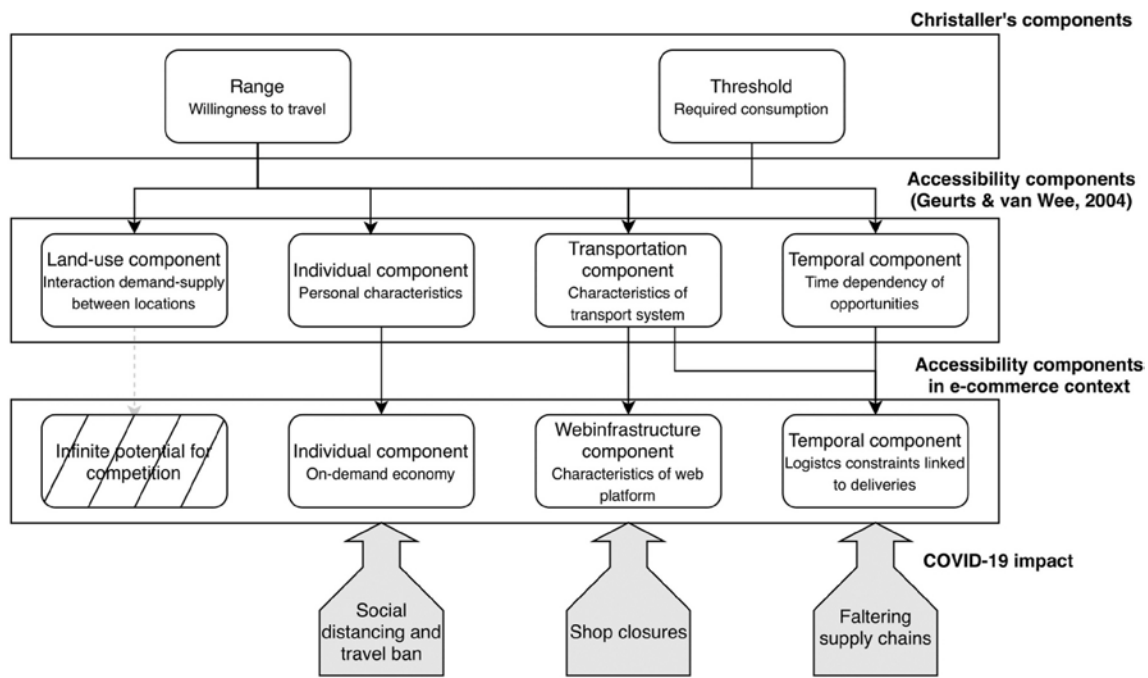 Christaller's components
Range
Willingness to travel
Threshold
Required consumption
Accessibility components
(Geurts & van Wee, 2004)
Land-use component
Interaction demand-supply
between locations
Individual component
Personal characteristics
Transportation
component
Characteristics of
transport system
Temporal component
Time dependency of
opportunities
Accessibility components
in e-commerce context
Infinite potential for
competition
Individual component
On-demand economy
Webinfrastructure
component
Characteristics of web
platform
Temporal component
Logistcs constraints linked
to deliveries
COVID-19 impact
Social
distancing and
travel ban
Shop closures
Faltering
supply chains